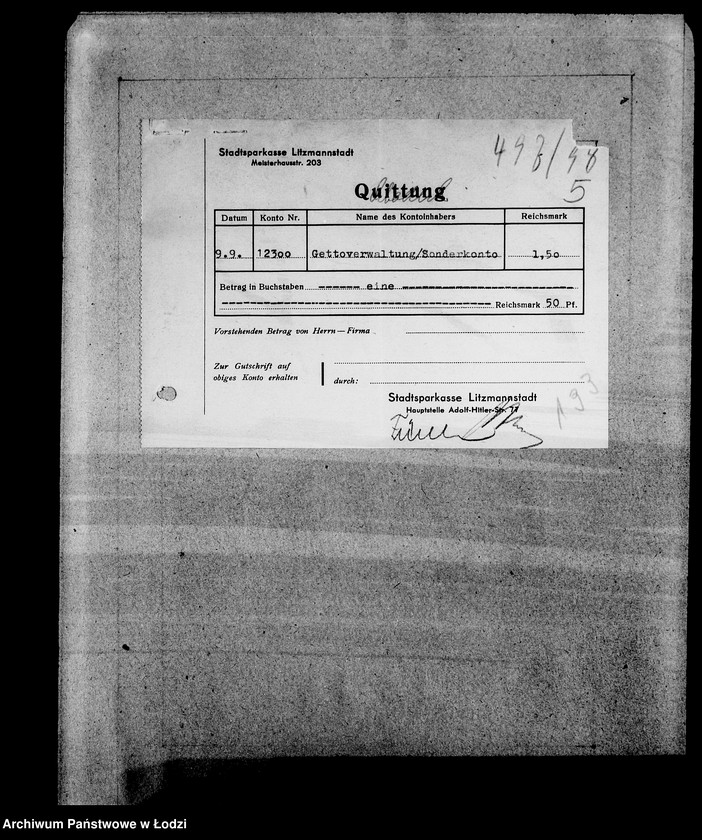 Stadtsparkasse Litzmannstadt
Meisterhausstr. 203
493/98
5
Quittung
Datum Konto Nr. Name des Kontoinhabers Reichsmark
9.9. 12300 Gettoverwaltung/Sonderkonto 1,50
Betrag in Buchstaben ------ eine --------------------
Reichsmark 50 Pf.
Vorstehenden Betrag von Herrn — Firma
Zur Gutschrift auf
obiges Konto erhalten
durch:
Stadtsparkasse Litzmannstadt
Hauptstelle Adolf-Hitler-Str. 77
193
Archiwum Państwowe w Łodzi